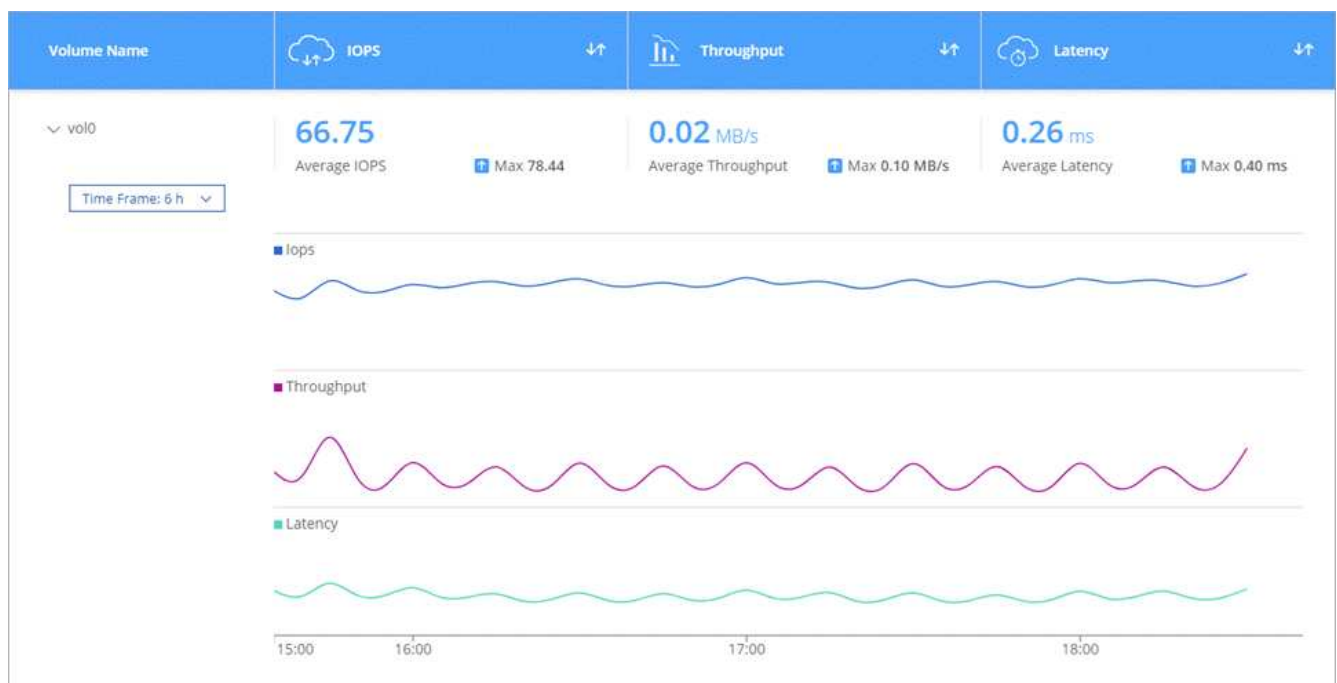 Volume Name IOPS Throughput Latency
vol0 66.75 0.02 MB/s 0.26 ms
Average IOPS Max 78.44 Average Throughput Max 0.10 MB/s Average Latency Max 0.40 ms
Time Frame: 6 h
Iops
Throughput
Latency
15:00 16:00 17:00 18:00